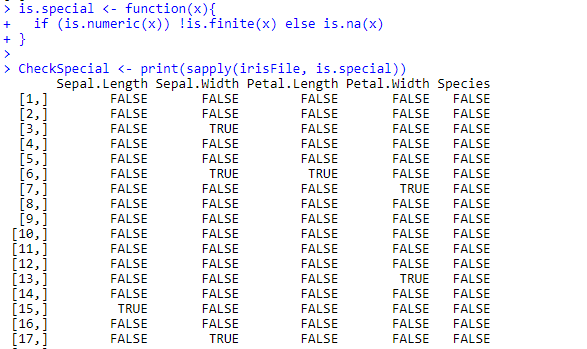 > is.special <- function(x){
+   if (is.numeric(x)) !is.finite(x) else is.na(x)
+ }
>
> CheckSpecial <- print(sapply(irisFile, is.special))
      Sepal.Length Sepal.Width Petal.Length Petal.Width Species
 [1,]        FALSE       FALSE        FALSE       FALSE   FALSE
 [2,]        FALSE       FALSE        FALSE       FALSE   FALSE
 [3,]        FALSE        TRUE        FALSE       FALSE   FALSE
 [4,]        FALSE       FALSE        FALSE       FALSE   FALSE
 [5,]        FALSE       FALSE        FALSE       FALSE   FALSE
 [6,]        FALSE        TRUE         TRUE       FALSE   FALSE
 [7,]        FALSE       FALSE        FALSE        TRUE   FALSE
 [8,]        FALSE       FALSE        FALSE       FALSE   FALSE
 [9,]        FALSE       FALSE        FALSE       FALSE   FALSE
[10,]        FALSE       FALSE        FALSE       FALSE   FALSE
[11,]        FALSE       FALSE        FALSE       FALSE   FALSE
[12,]        FALSE       FALSE        FALSE       FALSE   FALSE
[13,]        FALSE       FALSE        FALSE        TRUE   FALSE
[14,]        FALSE       FALSE        FALSE       FALSE   FALSE
[15,]         TRUE       FALSE        FALSE       FALSE   FALSE
[16,]        FALSE       FALSE        FALSE       FALSE   FALSE
[17,]        FALSE        TRUE        FALSE       FALSE   FALSE